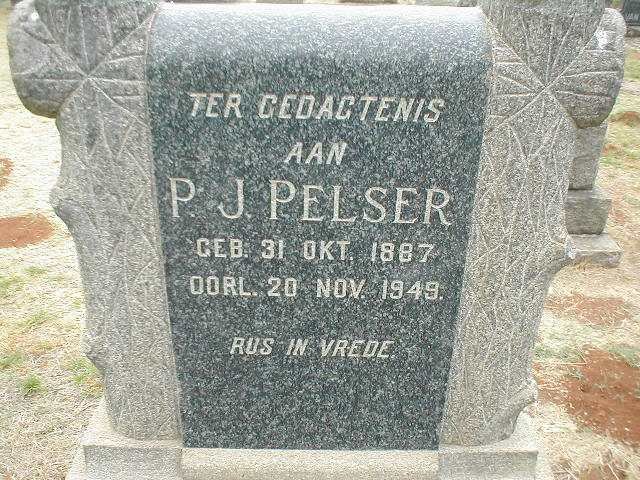 TER GEDACTENIS
AAN
P. J. PELSER
GEB. 31 OKT. 1887
OORL. 20 NOV. 1949.
RUS IN VREDE.